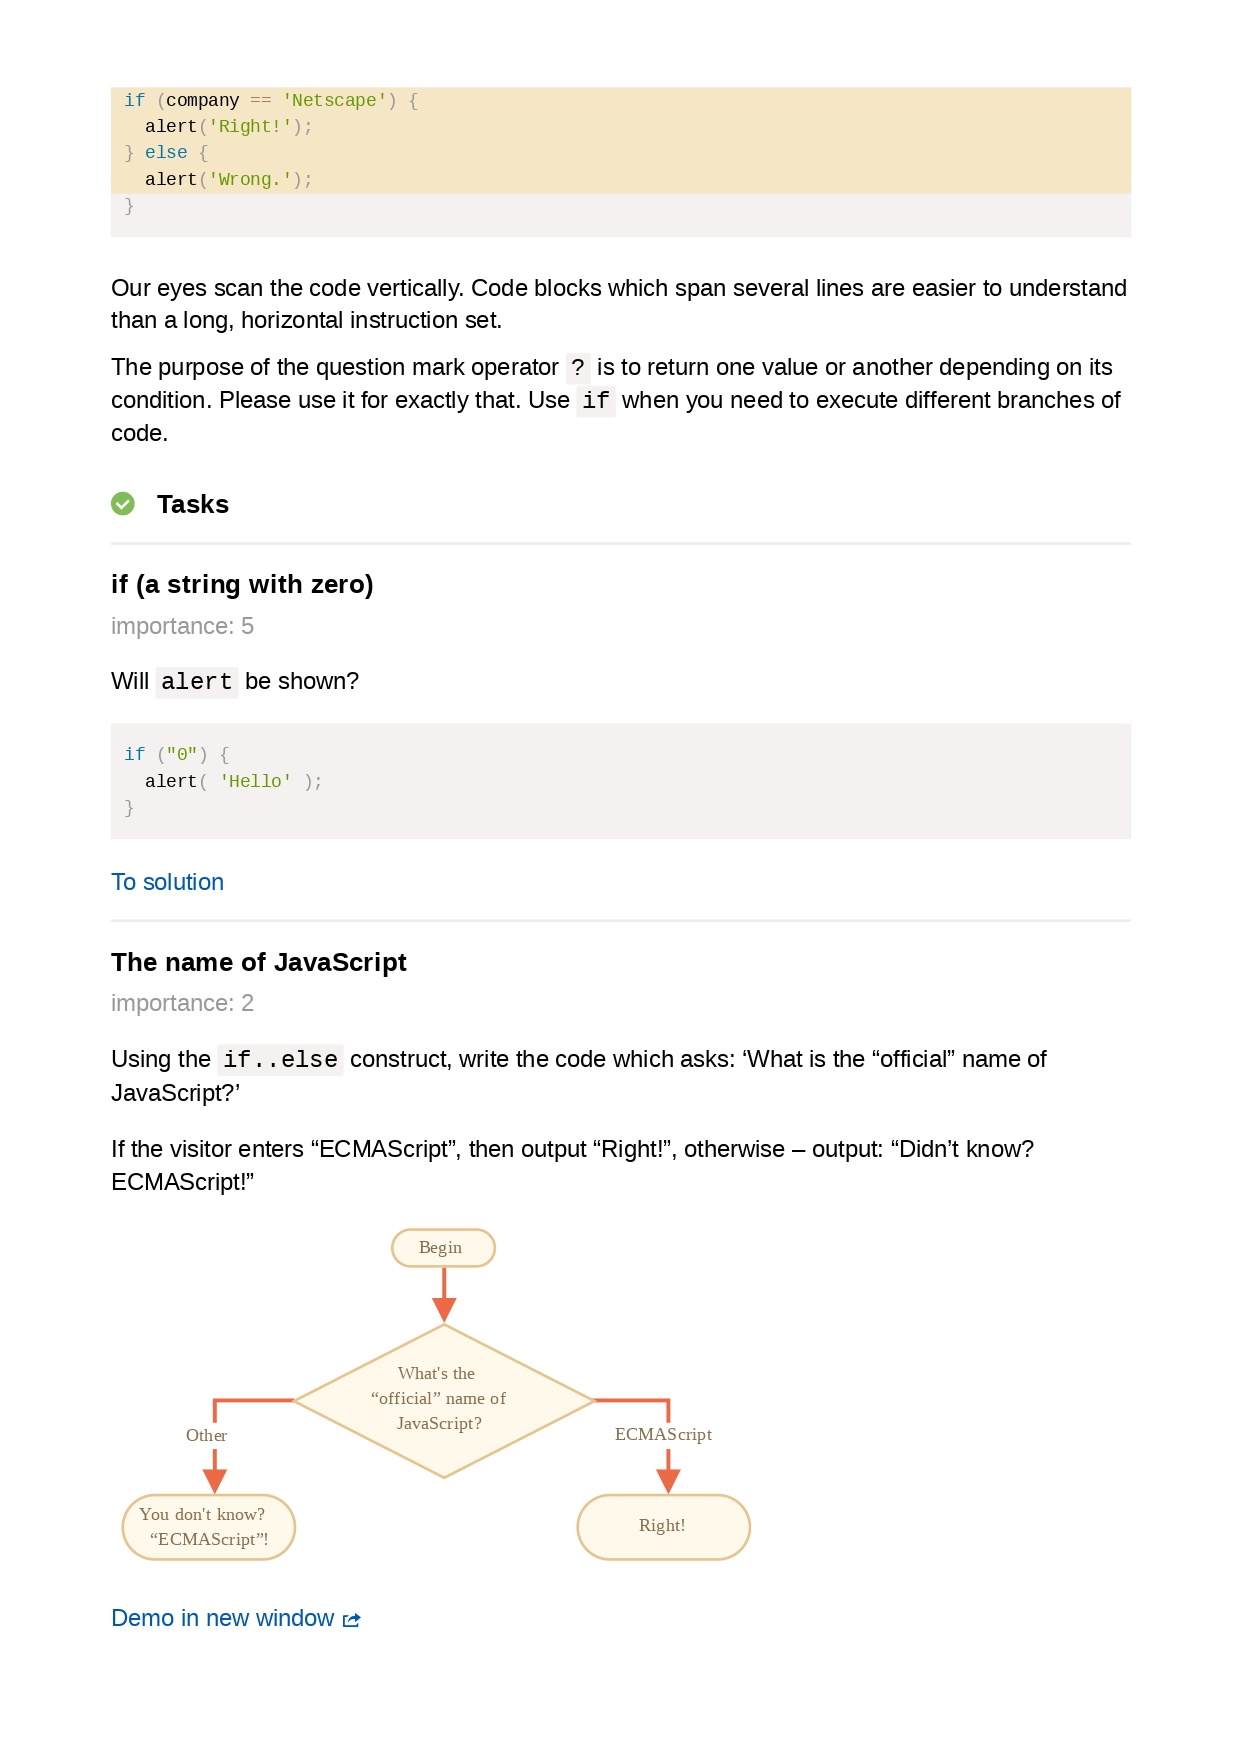 if (company == 'Netscape') {
  alert('Right!');
} else {
  alert('Wrong.');
}
Our eyes scan the code vertically. Code blocks which span several lines are easier to understand
than a long, horizontal instruction set.
The purpose of the question mark operator ? is to return one value or another depending on its
condition. Please use it for exactly that. Use if when you need to execute different branches of
code.
Tasks
if (a string with zero)
importance: 5
Will alert be shown?
if ("0") {
  alert( 'Hello' );
}
To solution
The name of JavaScript
importance: 2
Using the if..else construct, write the code which asks: ‘What is the “official” name of
JavaScript?’
If the visitor enters “ECMAScript”, then output “Right!”, otherwise – output: “Didn’t know?
ECMAScript!”
Begin
What's the
“official” name of
JavaScript?
Other
ECMAScript
You don't know?
“ECMAScript”!
Right!
Demo in new window